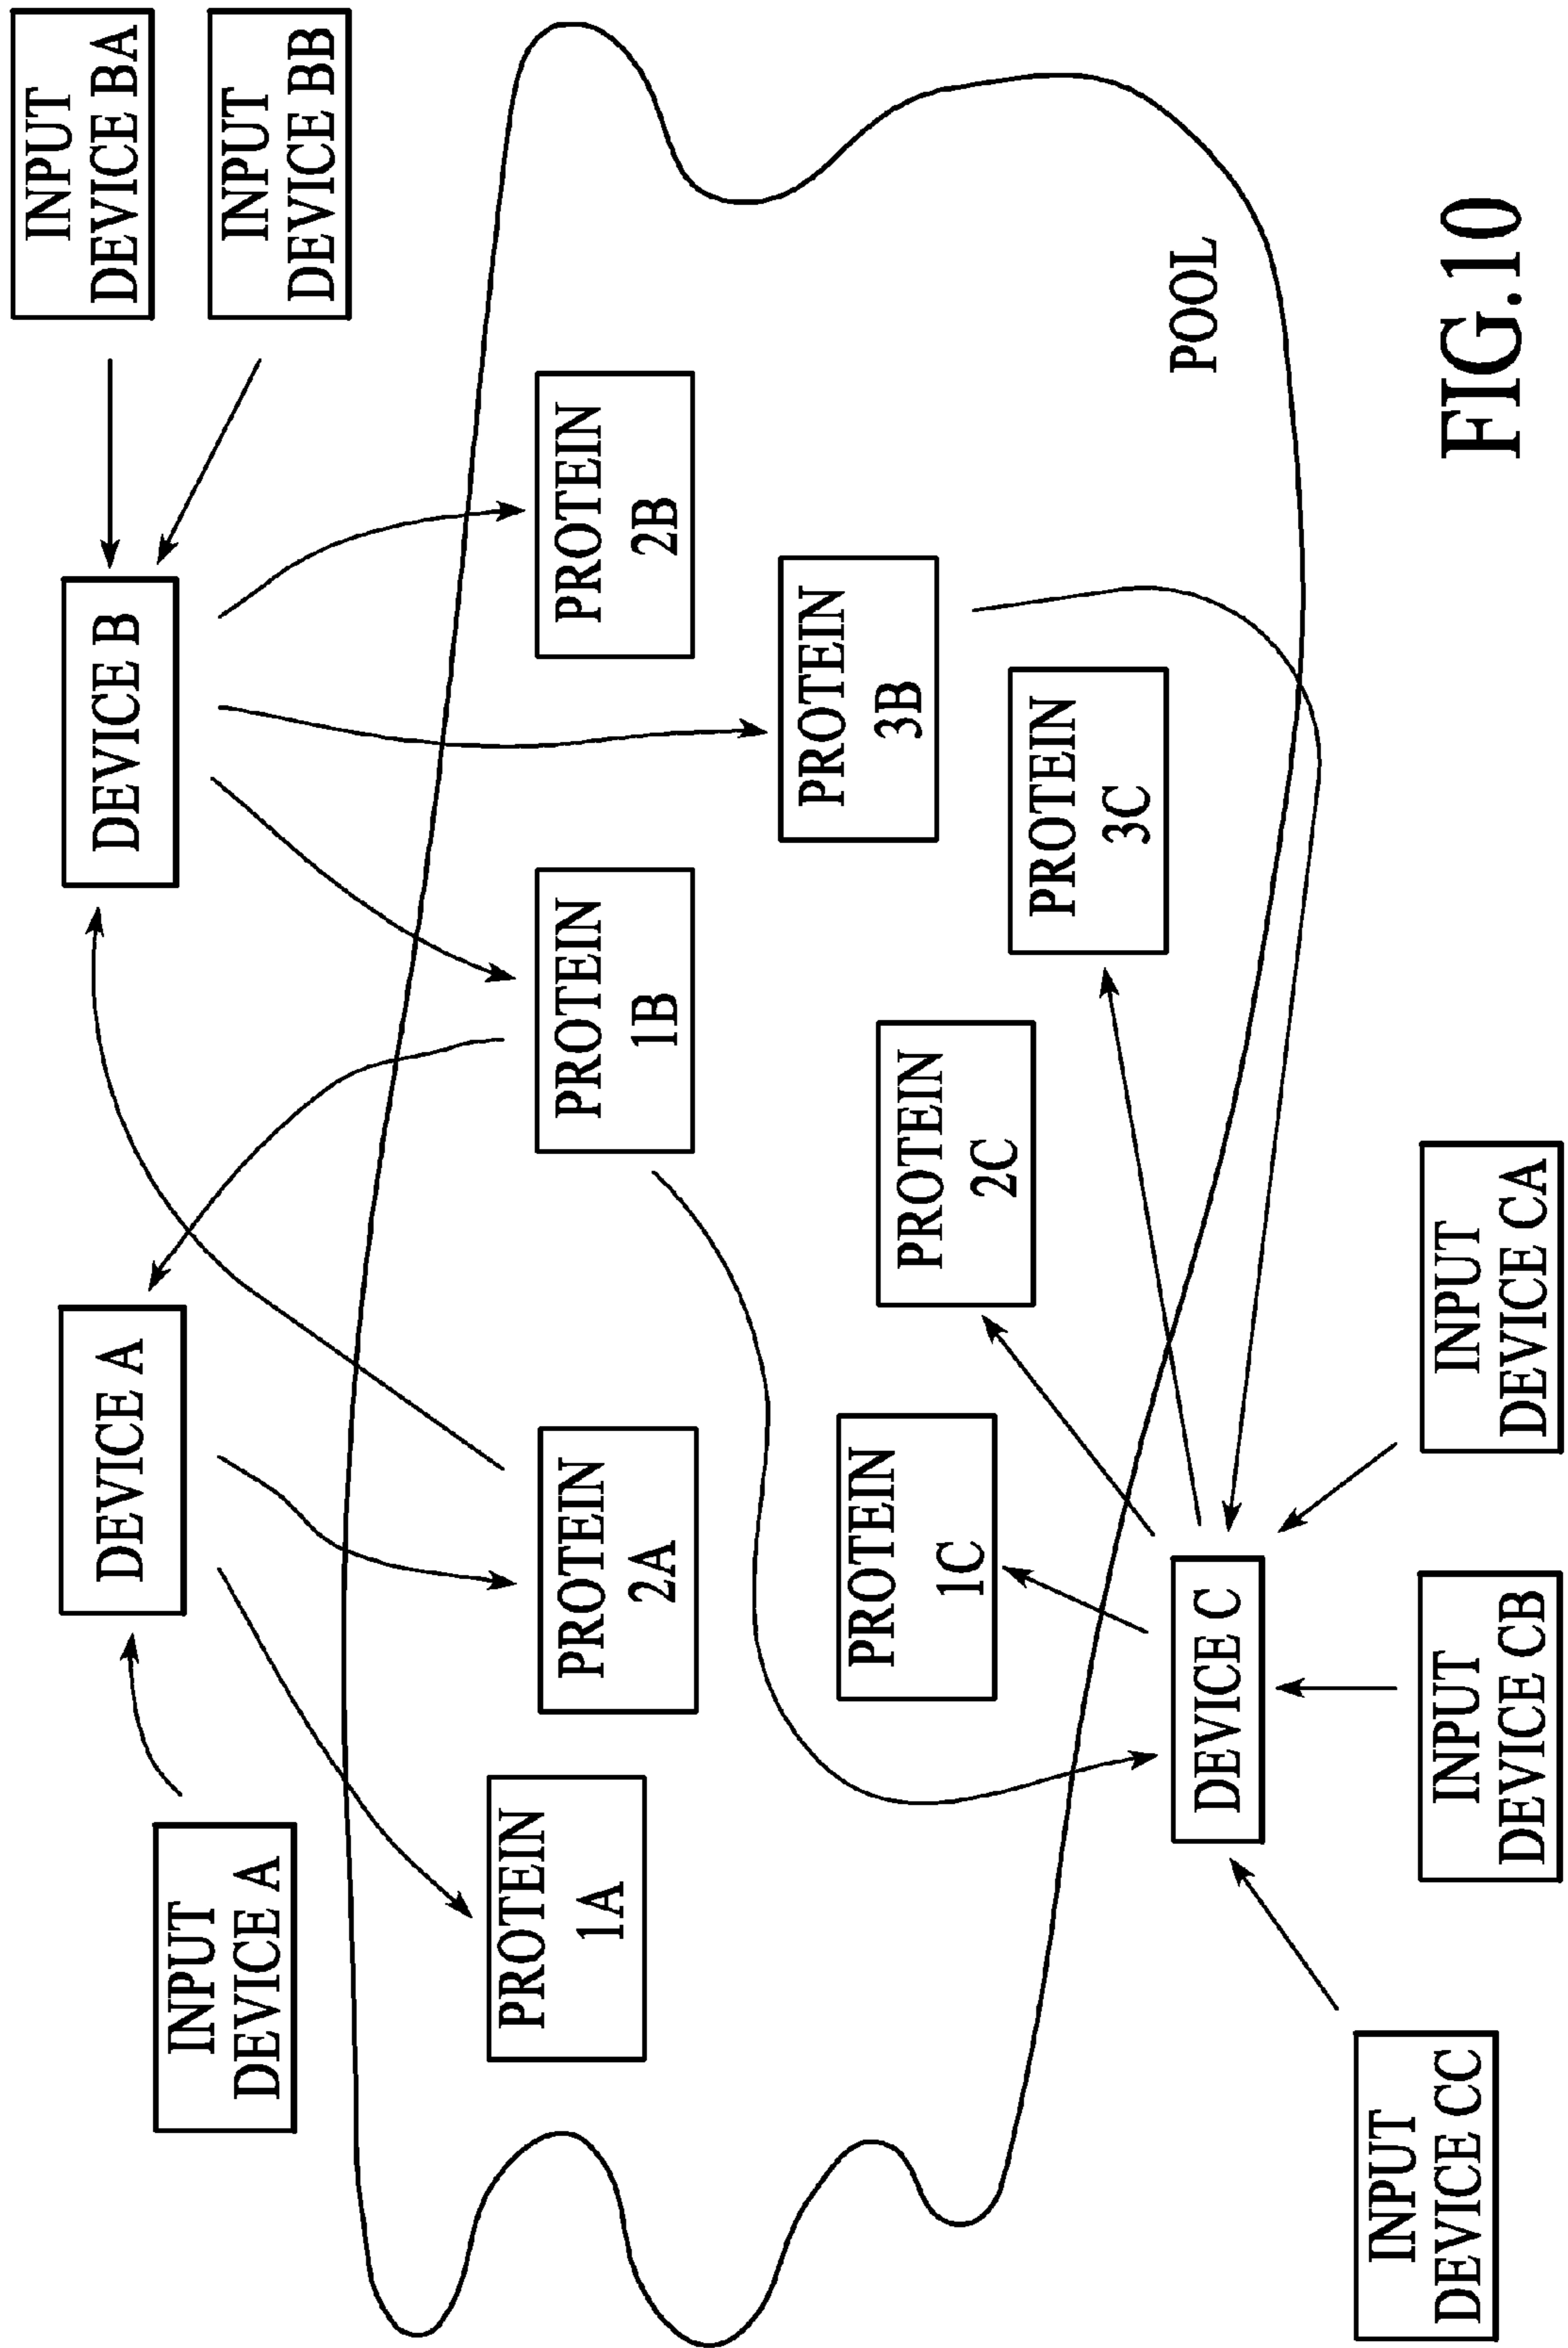 INPUT
DEVICE A
DEVICE A
DEVICE B
INPUT
DEVICE BA
INPUT
DEVICE BB
PROTEIN
1A
PROTEIN
2A
PROTEIN
1B
PROTEIN
2B
PROTEIN
3B
PROTEIN
1C
PROTEIN
2C
PROTEIN
3C
POOL
DEVICE C
INPUT
DEVICE CC
INPUT
DEVICE CB
INPUT
DEVICE CA
FIG.10